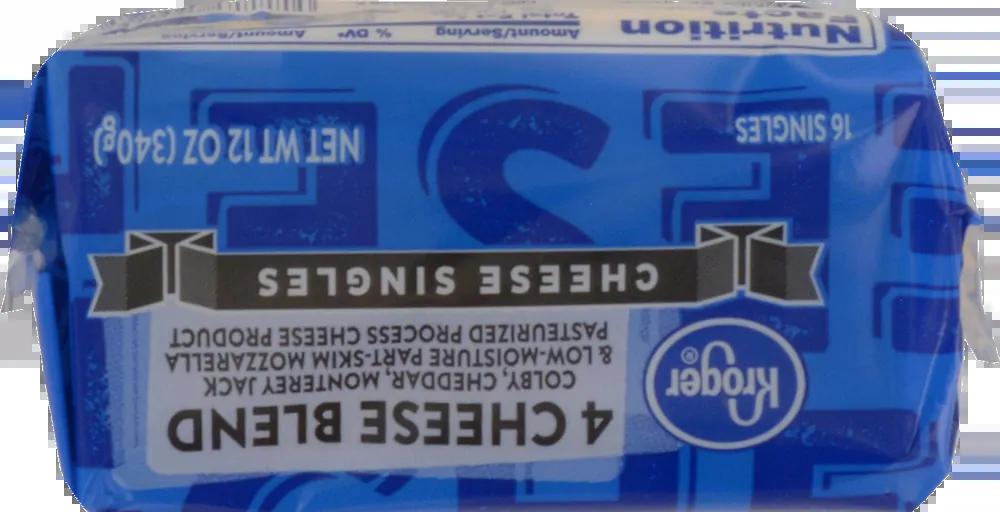 Kroger®
4 CHEESE BLEND
COLBY, CHEDDAR, MONTEREY JACK
& LOW-MOISTURE PART-SKIM MOZZARELLA
PASTEURIZED PROCESS CHEESE PRODUCT
CHEESE SINGLES
16 SINGLES
NET WT 12 OZ (340g)
Nutrition
Facts
Amount/Serving
% DV*
Amount/Serving